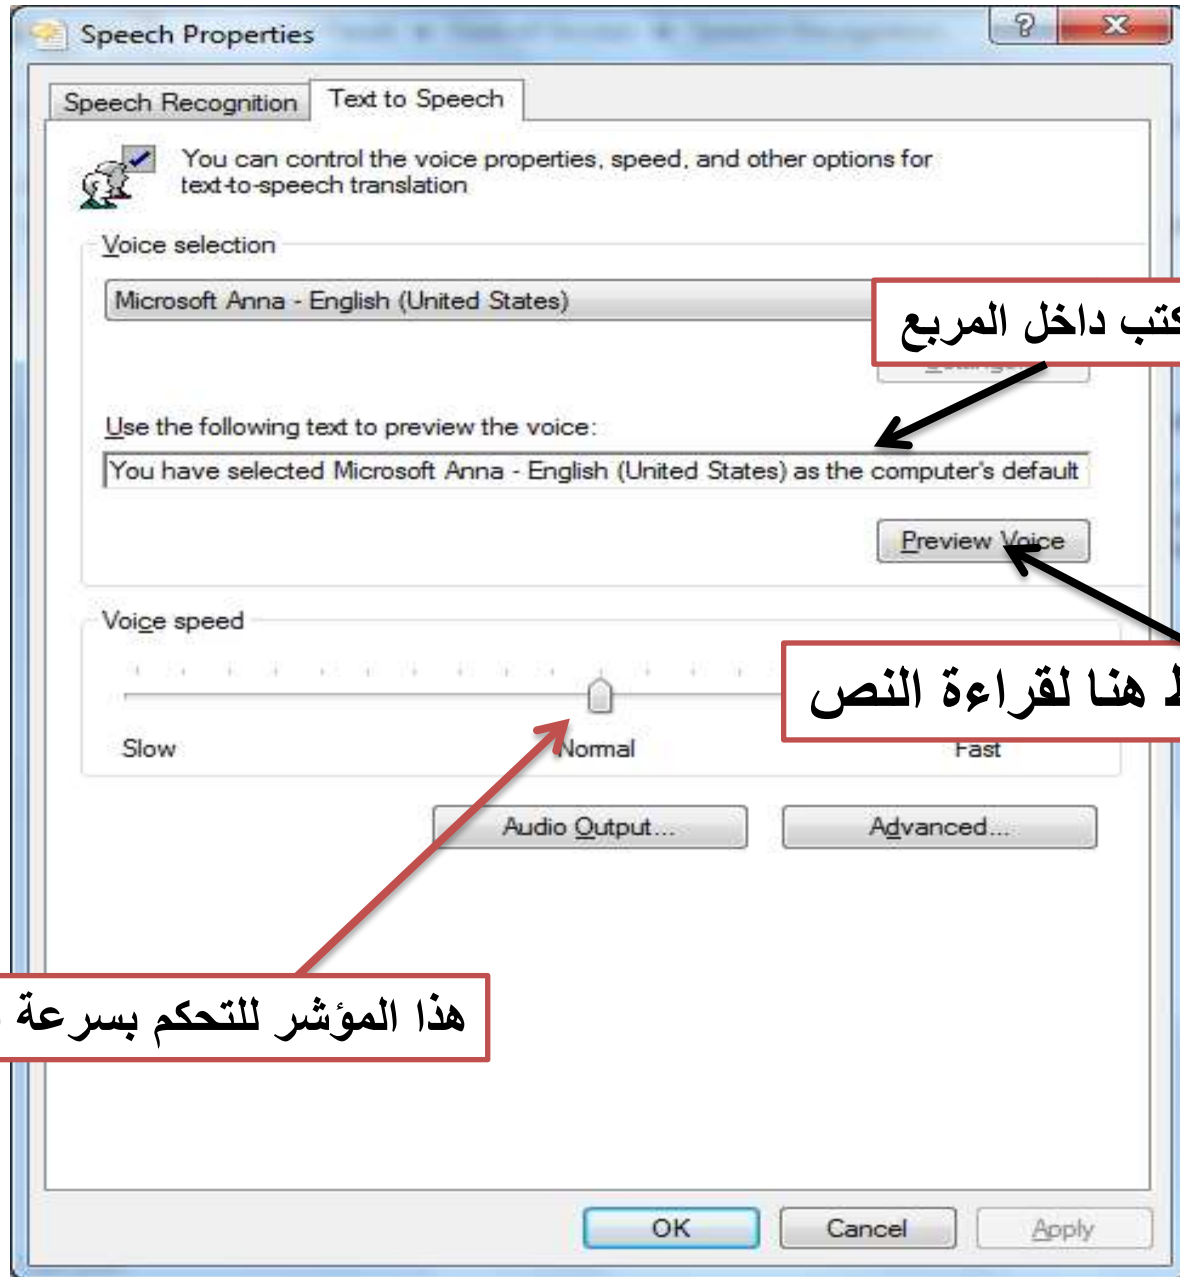 Speech Properties
Speech Recognition
Text to Speech
You can control the voice properties, speed, and other options for
text-to-speech translation
Voice selection
Microsoft Anna - English (United States)
داخل المربع
Use the following text to preview the voice:
You have selected Microsoft Anna - English (United States) as the computer's default
Preview Voice
Voice speed
هنا لقراءة النص
Slow
Normal
Fast
Audio Output...
Advanced...
هذا المؤشر للتحكم بسرعة
OK
Cancel
Apply